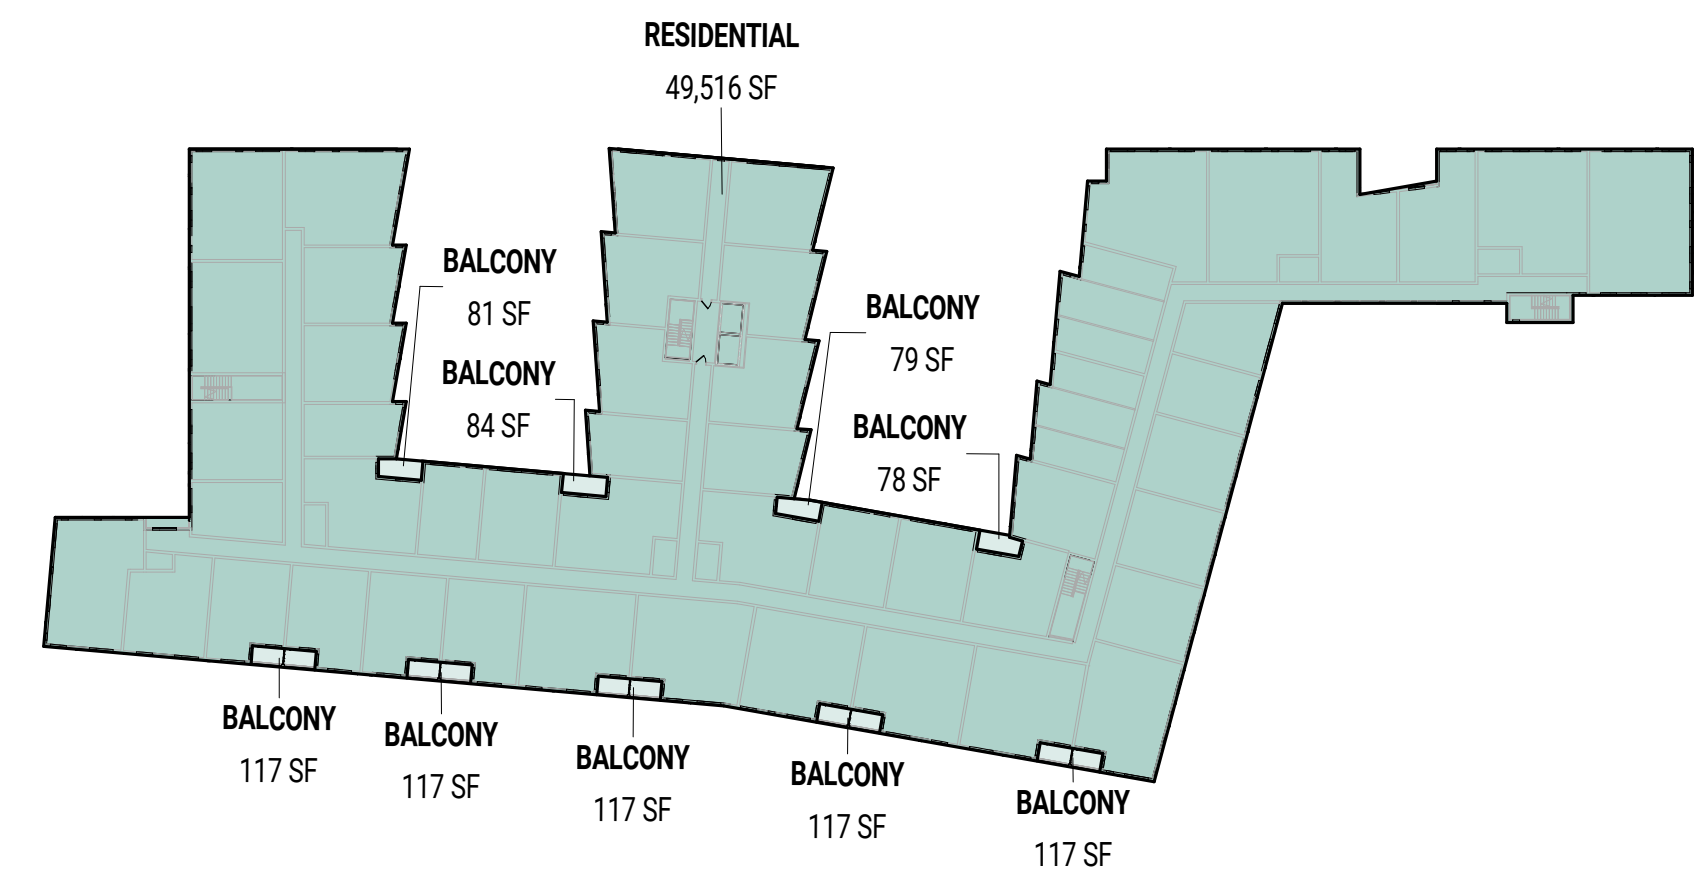 RESIDENTIAL
49,516 SF
BALCONY
81 SF
BALCONY
84 SF
BALCONY
79 SF
BALCONY
78 SF
BALCONY
117 SF
BALCONY
117 SF
BALCONY
117 SF
BALCONY
117 SF
BALCONY
117 SF